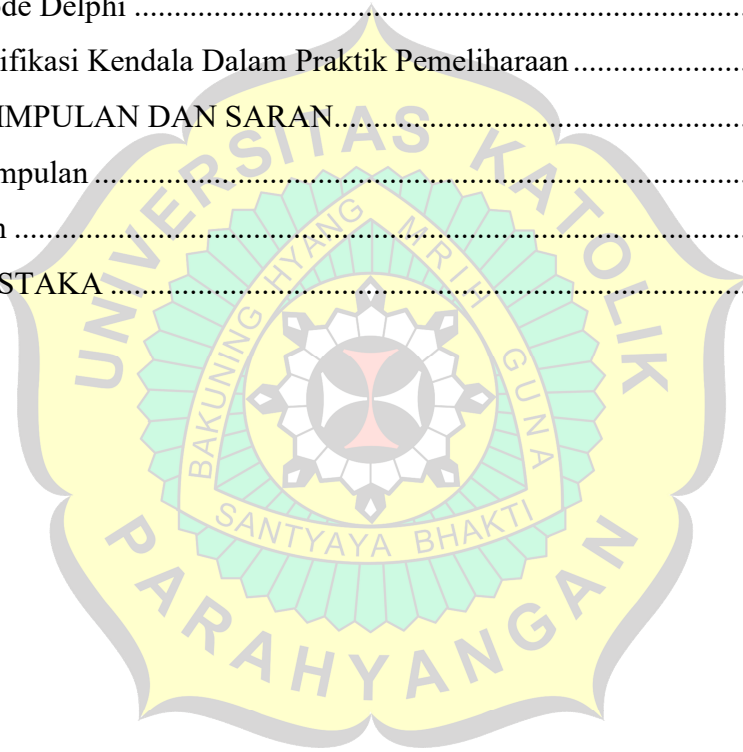 ode Delphi ........................................................................
ifikasi Kendala Dalam Praktik Pemeliharaan ........................
IMPULAN DAN SARAN......................................................
mpulan ..............................................................................
n ........................................................................................
STAKA ..............................................................................
UNIVERSITAS KATOLIK
PARAHYANGAN
BAKUNING HYANG MRIH GUNA
SANTYAYA BHAKTI